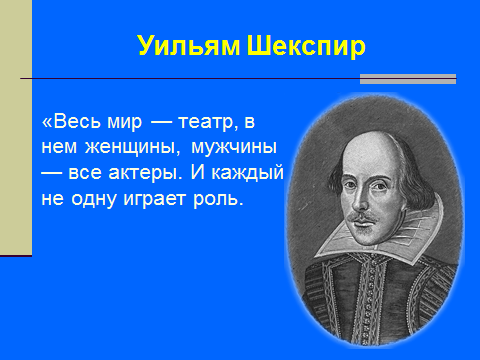 Уильям Шекспир
«Весь мир — театр, в
нем женщины, мужчины
— все актеры. И каждый
не одну играет роль.